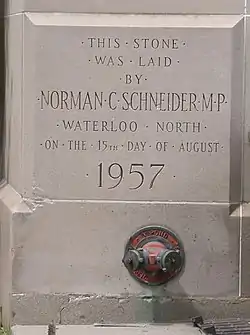 · THIS STONE ·
· WAS LAID ·
· BY ·
· NORMAN · C · SCHNEIDER · M · P ·
· WATERLOO · NORTH ·
· ON · THE · 15TH · DAY · OF · AUGUST ·
· 1957 ·